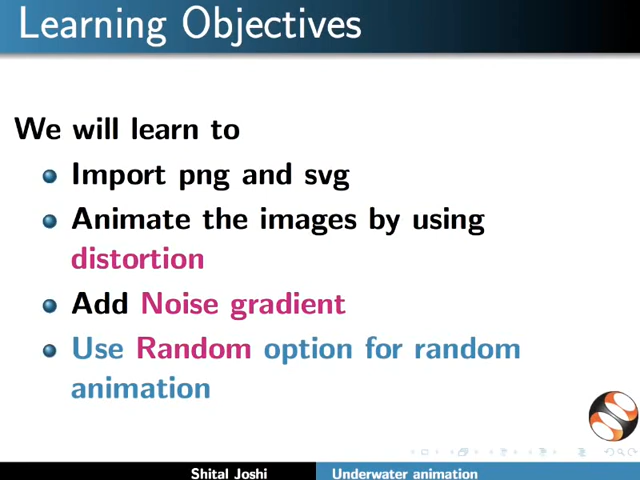 Learning Objectives
We will learn to
Import png and svg
Animate the images by using
distortion
Add Noise gradient
Use Random option for random
animation
Shital Joshi
Underwater animation